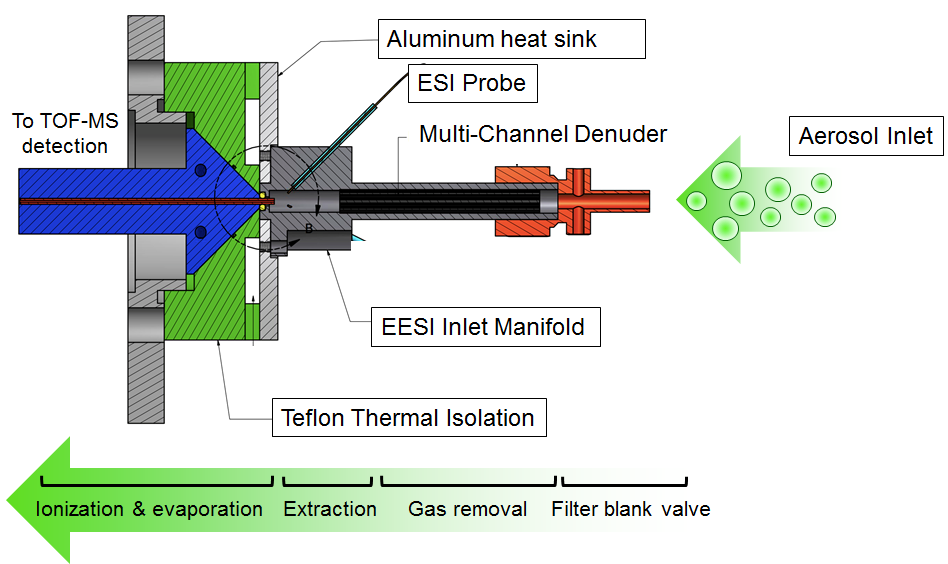 Aluminum heat sink
ESI Probe
To TOF-MS
detection
Multi-Channel Denuder
Aerosol Inlet
B
EESI Inlet Manifold
Teflon Thermal Isolation
Ionization & evaporation
Extraction
Gas removal
Filter blank valve